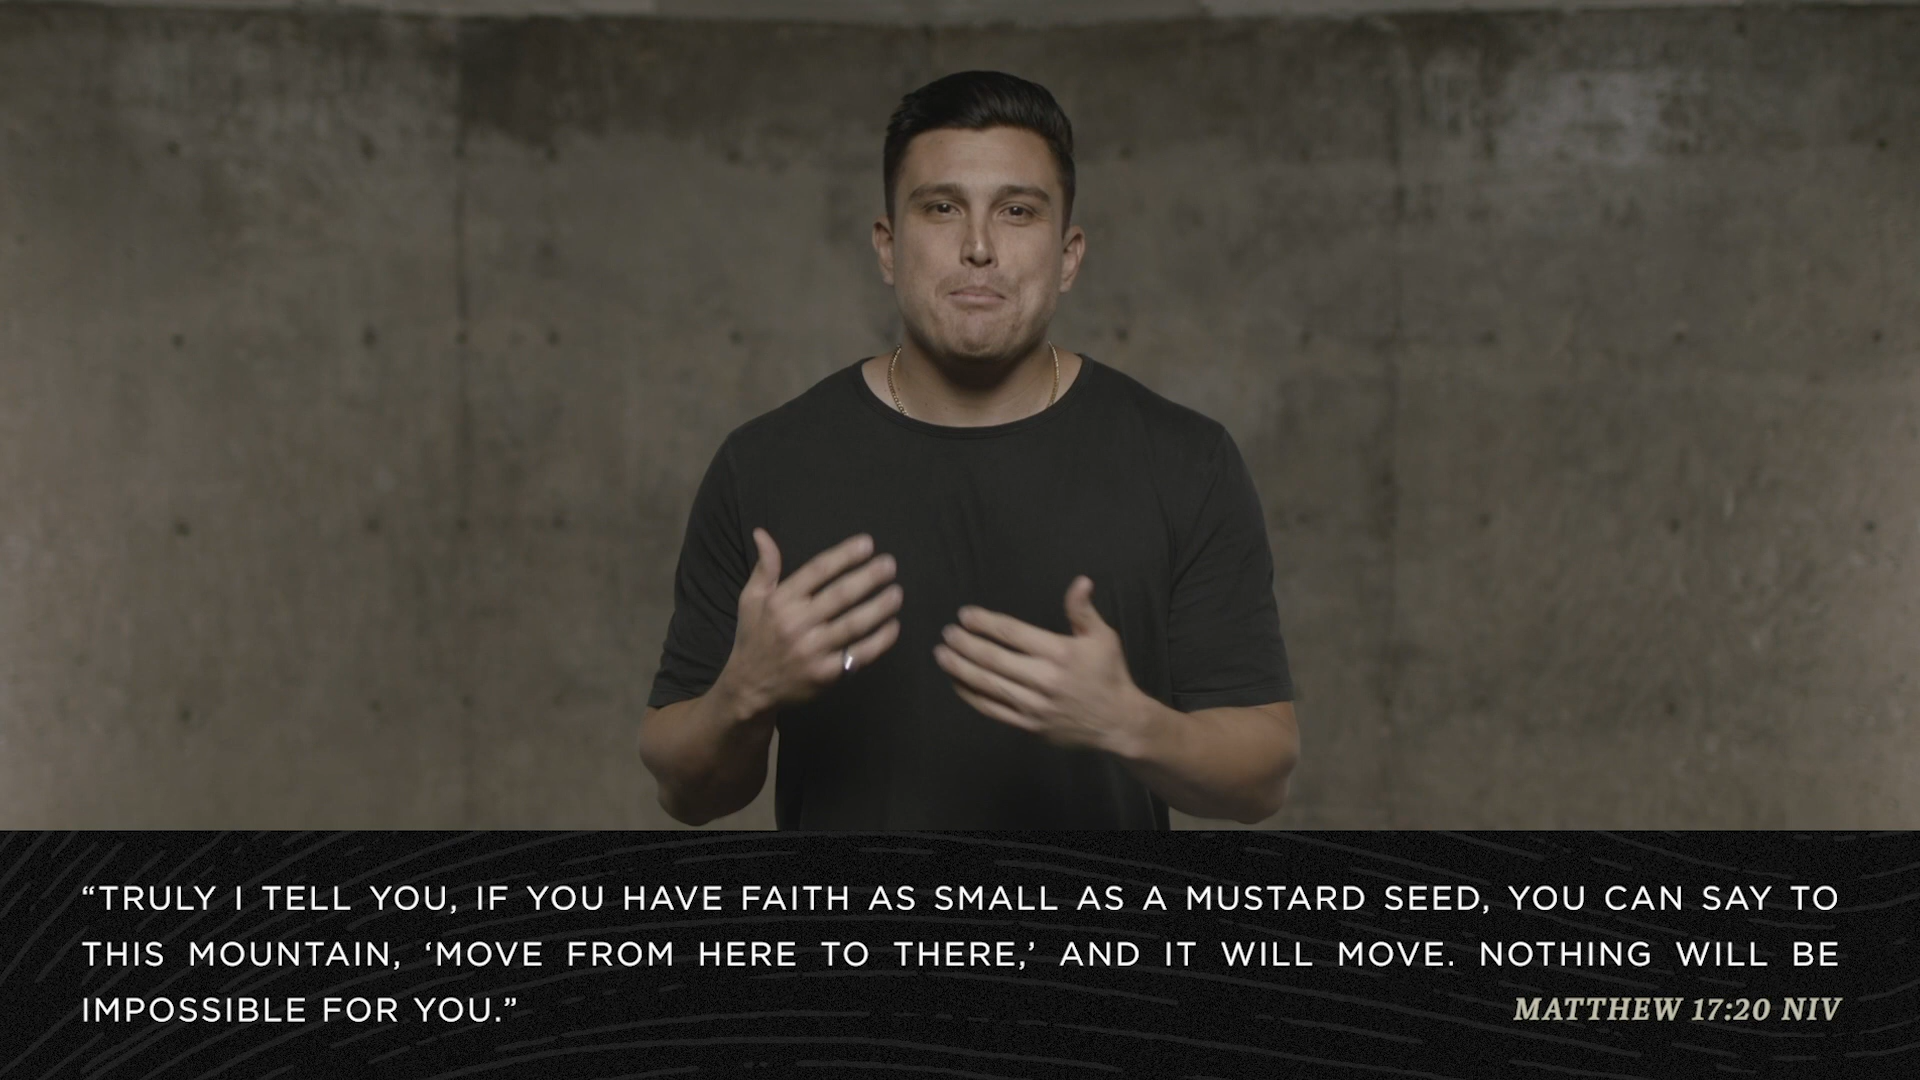 “TRULY I TELL YOU, IF YOU HAVE FAITH AS SMALL AS A MUSTARD SEED, YOU CAN SAY TO
THIS MOUNTAIN, ‘MOVE FROM HERE TO THERE,’ AND IT WILL MOVE. NOTHING WILL BE
IMPOSSIBLE FOR YOU.”
MATTHEW 17:20 NIV